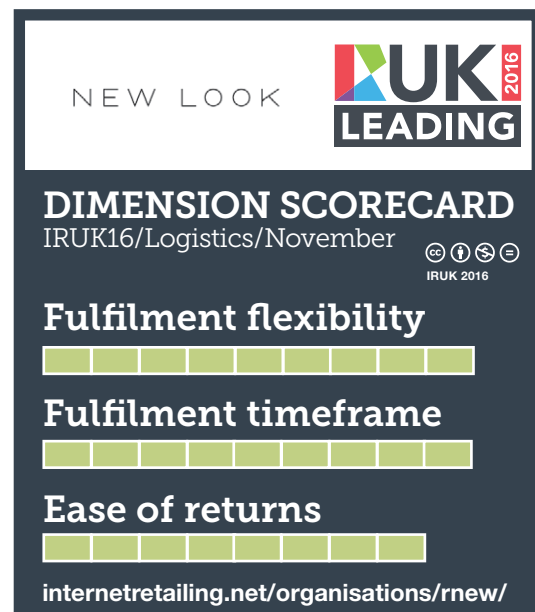 NEW LOOK
IRUK 2016
LEADING
DIMENSION SCORECARD
IRUK16/Logistics/November
cc
IRUK 2016
Fulfilment flexibility
Fulfilment timeframe
Ease of returns
internetretailing.net/organisations/rnew/